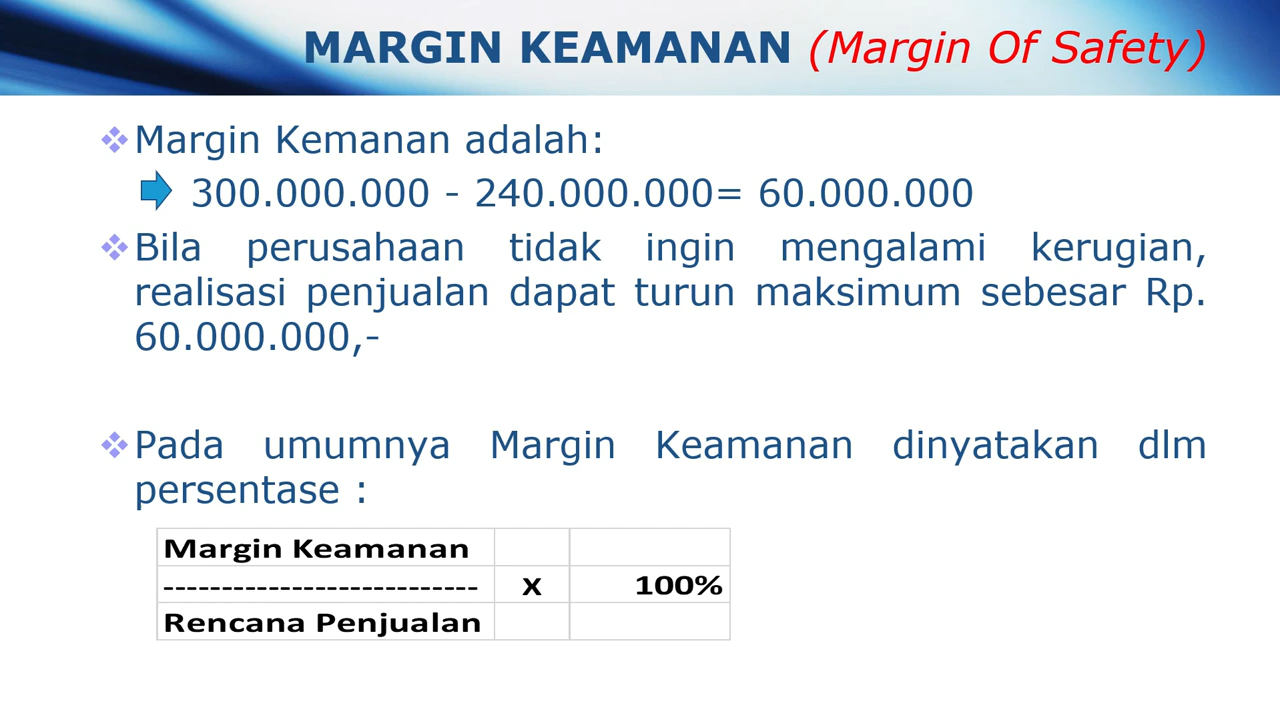 MARGIN KEAMANAN (Margin Of Safety)
Margin Kemanan adalah:
300.000.000 - 240.000.000= 60.000.000
Bila perusahaan tidak ingin mengalami kerugian,
realisasi penjualan dapat turun maksimum sebesar Rp.
60.000.000,-
Pada umumnya Margin Keamanan dinyatakan dlm
persentase :
Margin Keamanan
--------------------------- X 100%
Rencana Penjualan